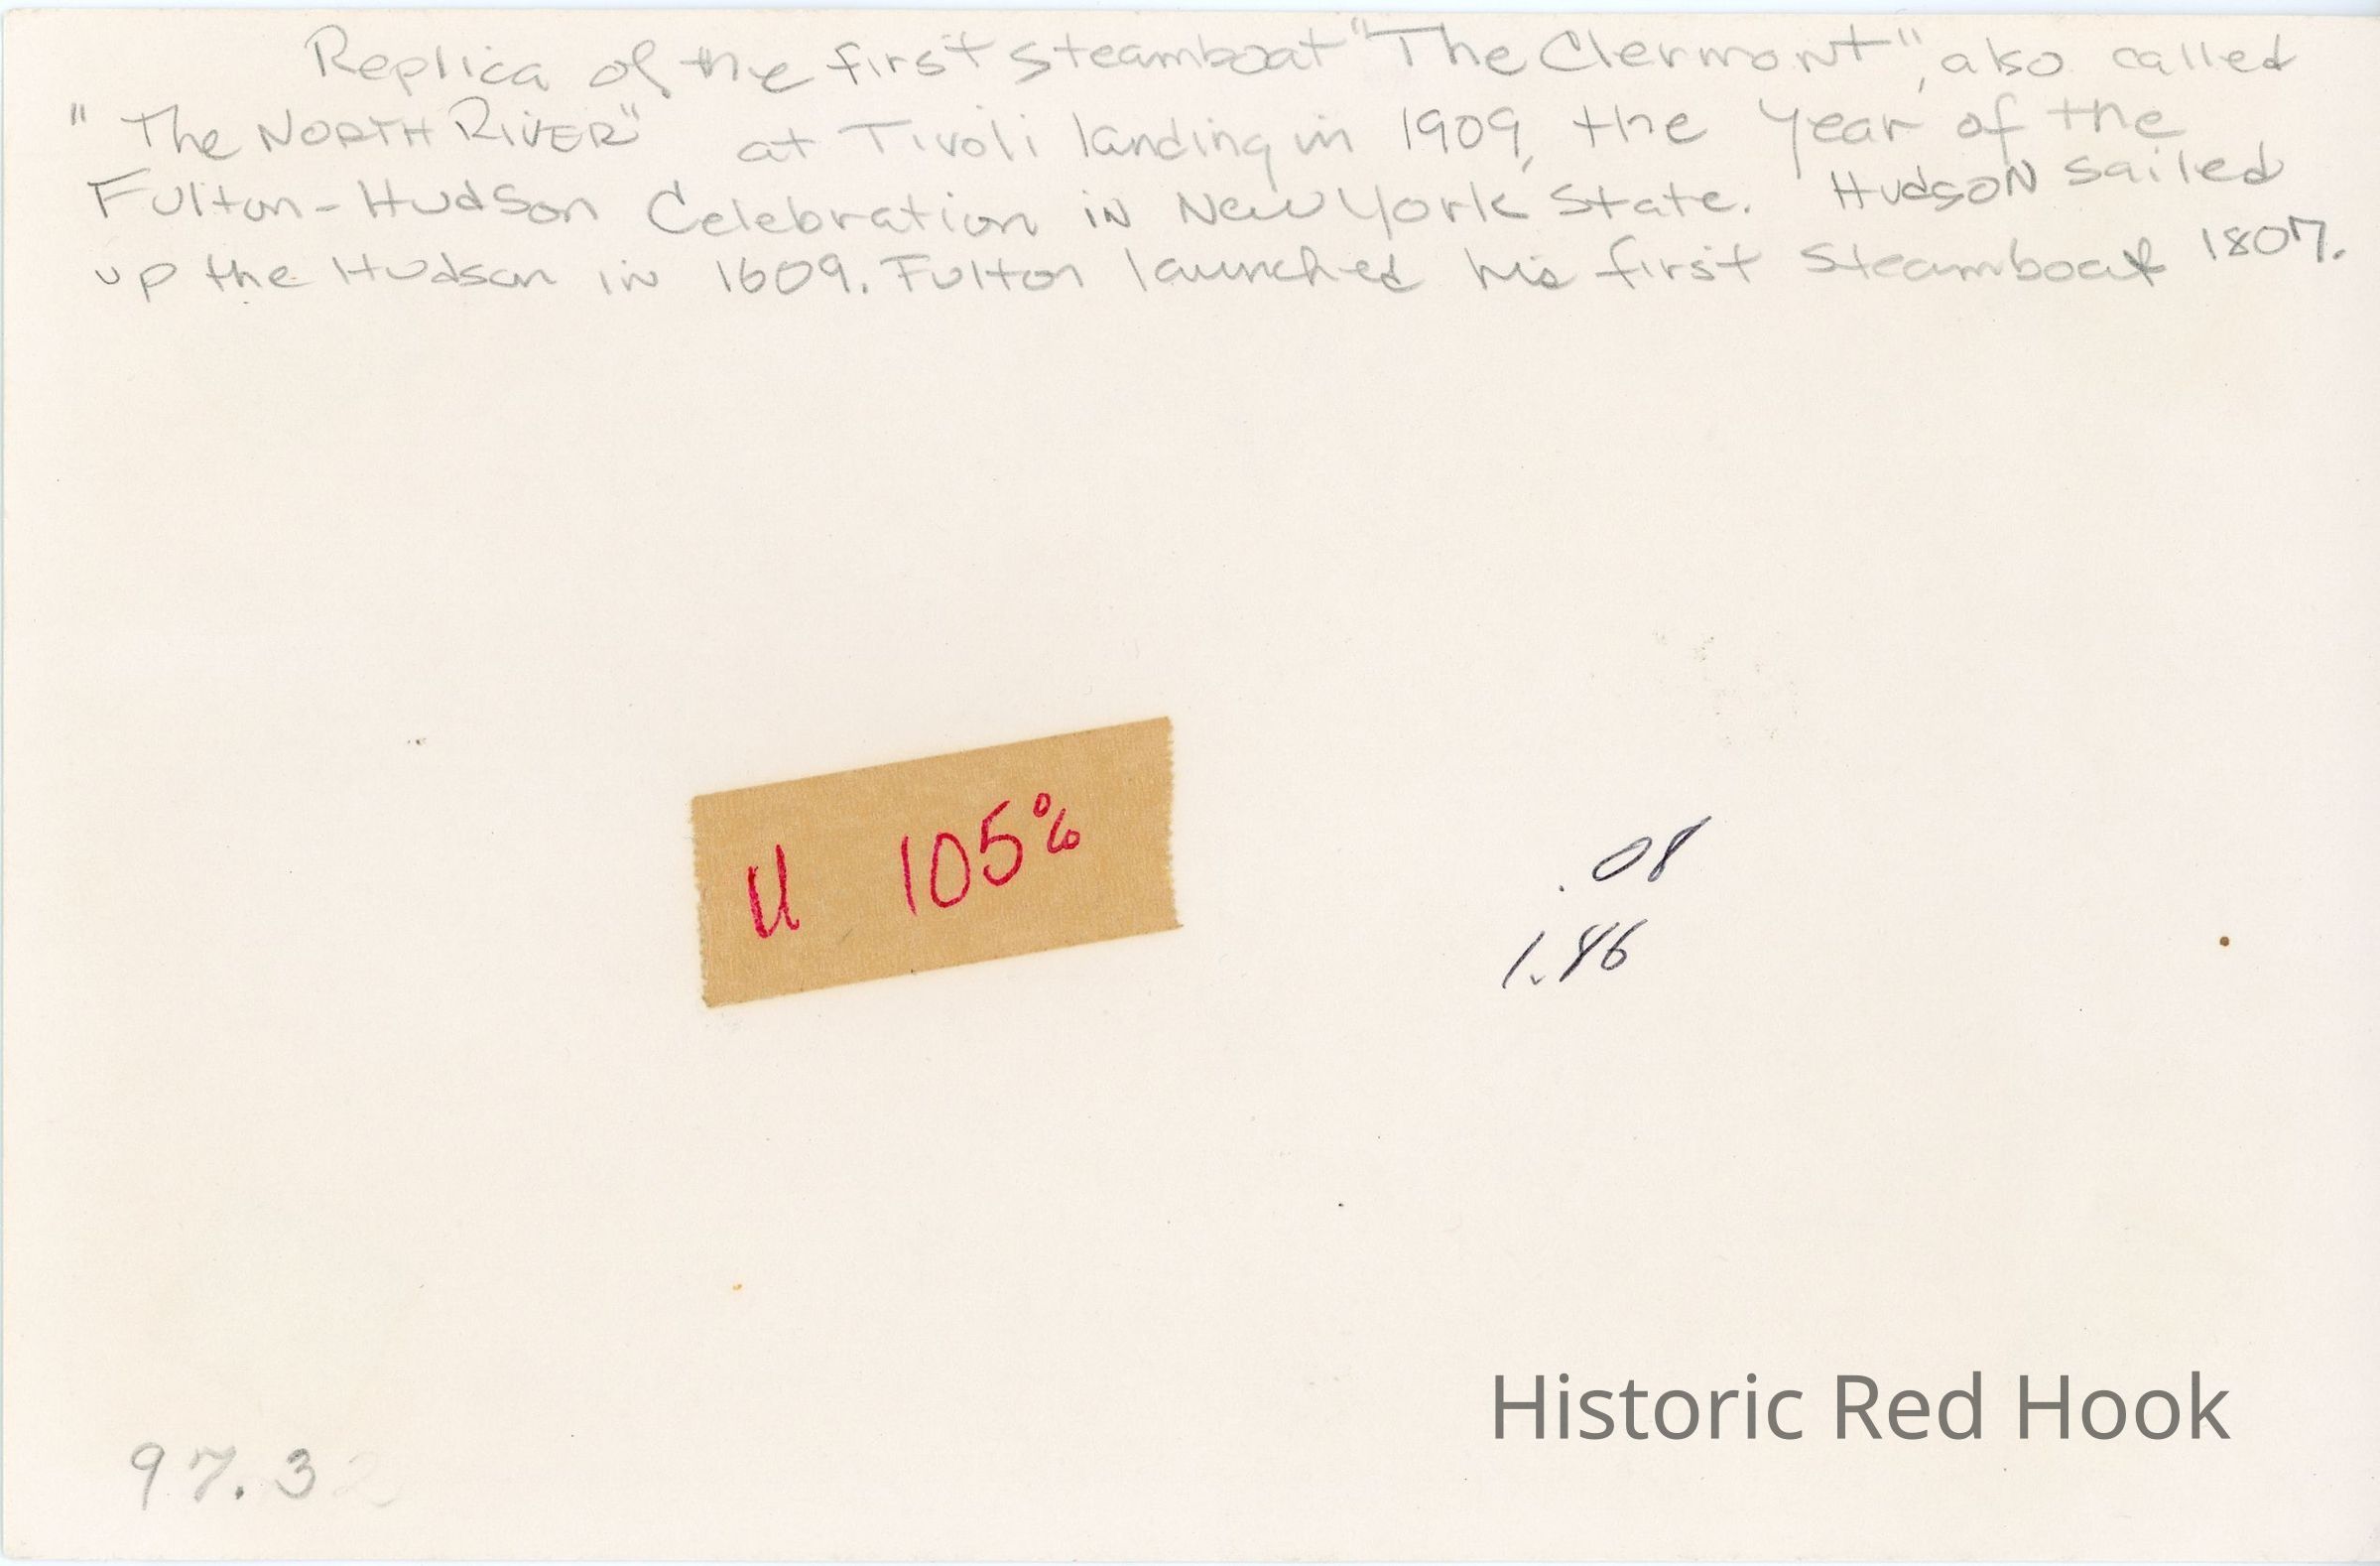 Replica of the first steamboat "The Clermont", also called
"The NORTH RIVER" at Tivoli landing in 1909, the year of the
Fulton-Hudson Celebration in New York State. Hudson sailed
up the Hudson in 1609. Fulton launched his first steamboat 1807.
U 105%
.08
1.46
Historic Red Hook
97.3